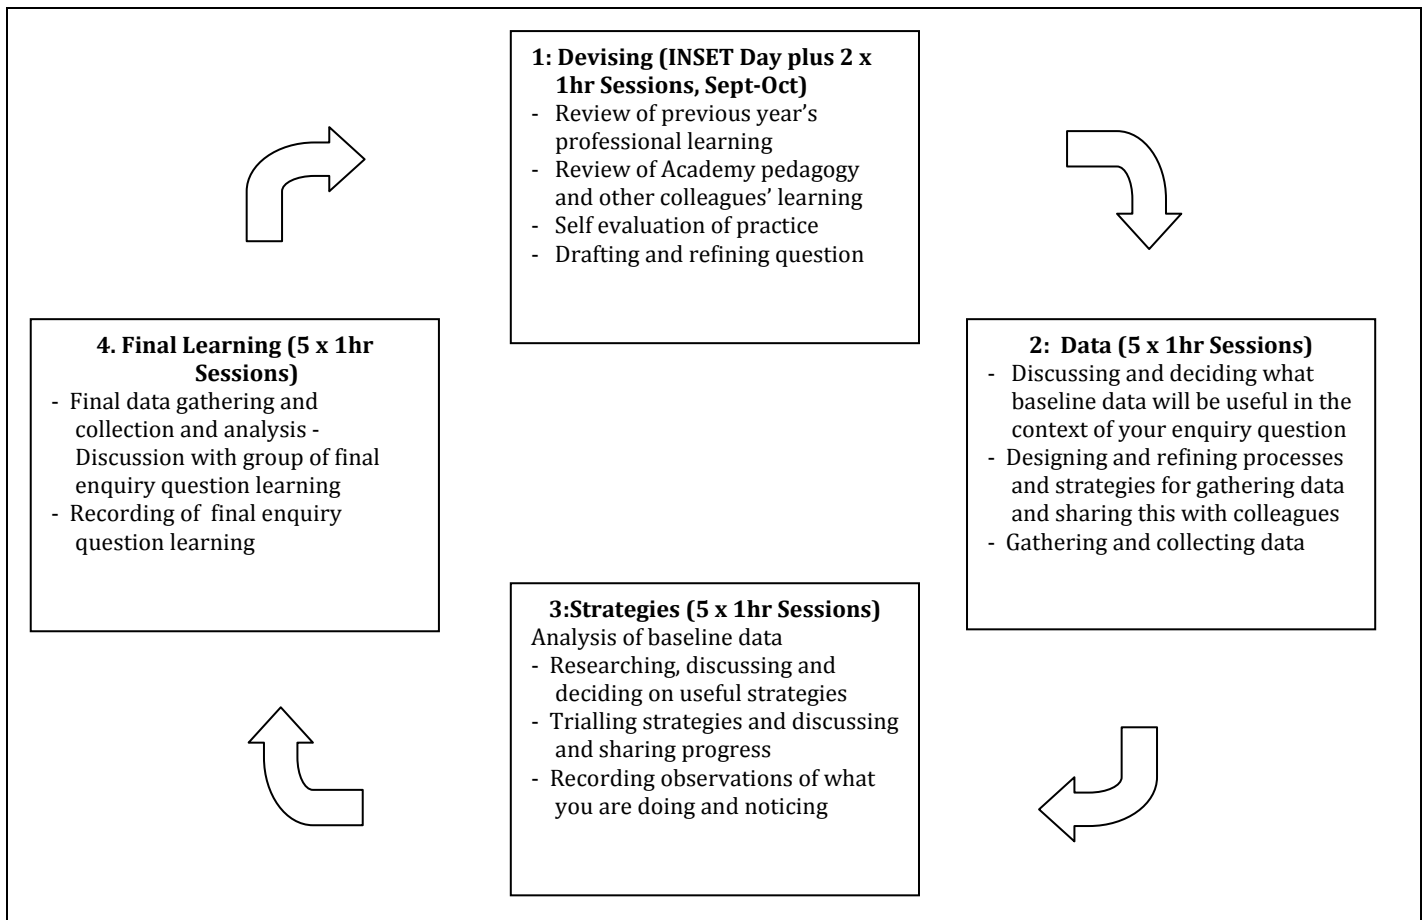 1: Devising (INSET Day plus 2 x
1hr Sessions, Sept-Oct)
- Review of previous year’s
professional learning
- Review of Academy pedagogy
and other colleagues’ learning
- Self evaluation of practice
- Drafting and refining question
2: Data (5 x 1hr Sessions)
- Discussing and deciding what
baseline data will be useful in the
context of your enquiry question
- Designing and refining processes
and strategies for gathering data
and sharing this with colleagues
- Gathering and collecting data
3:Strategies (5 x 1hr Sessions)
Analysis of baseline data
- Researching, discussing and
deciding on useful strategies
- Trialling strategies and discussing
and sharing progress
- Recording observations of what
you are doing and noticing
4. Final Learning (5 x 1hr
Sessions)
- Final data gathering and
collection and analysis -
Discussion with group of final
enquiry question learning
- Recording of final enquiry
question learning